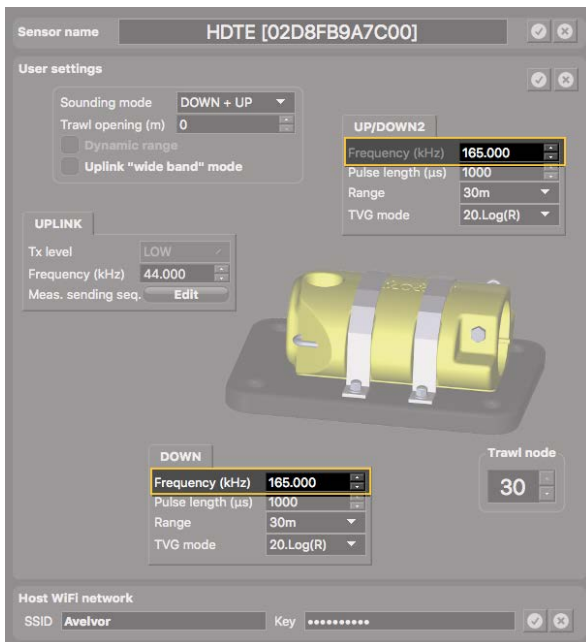 Sensor name HDTE [02D8FB9A7C00]
User settings
Sounding mode DOWN + UP
Trawl opening (m) 0
Dynamic range
Uplink "wide band" mode
UP/DOWN2
Frequency (kHz) 165.000
Pulse length (µs) 1000
Range 30m
TVG mode 20.Log(R)
UPLINK
Tx level LOW
Frequency (kHz) 44.000
Meas. sending seq. Edit
DOWN
Frequency (kHz) 165.000
Pulse length (µs) 1000
Range 30m
TVG mode 20.Log(R)
Trawl node
30
Host WiFi network
SSID Avelvor Key ••••••••••